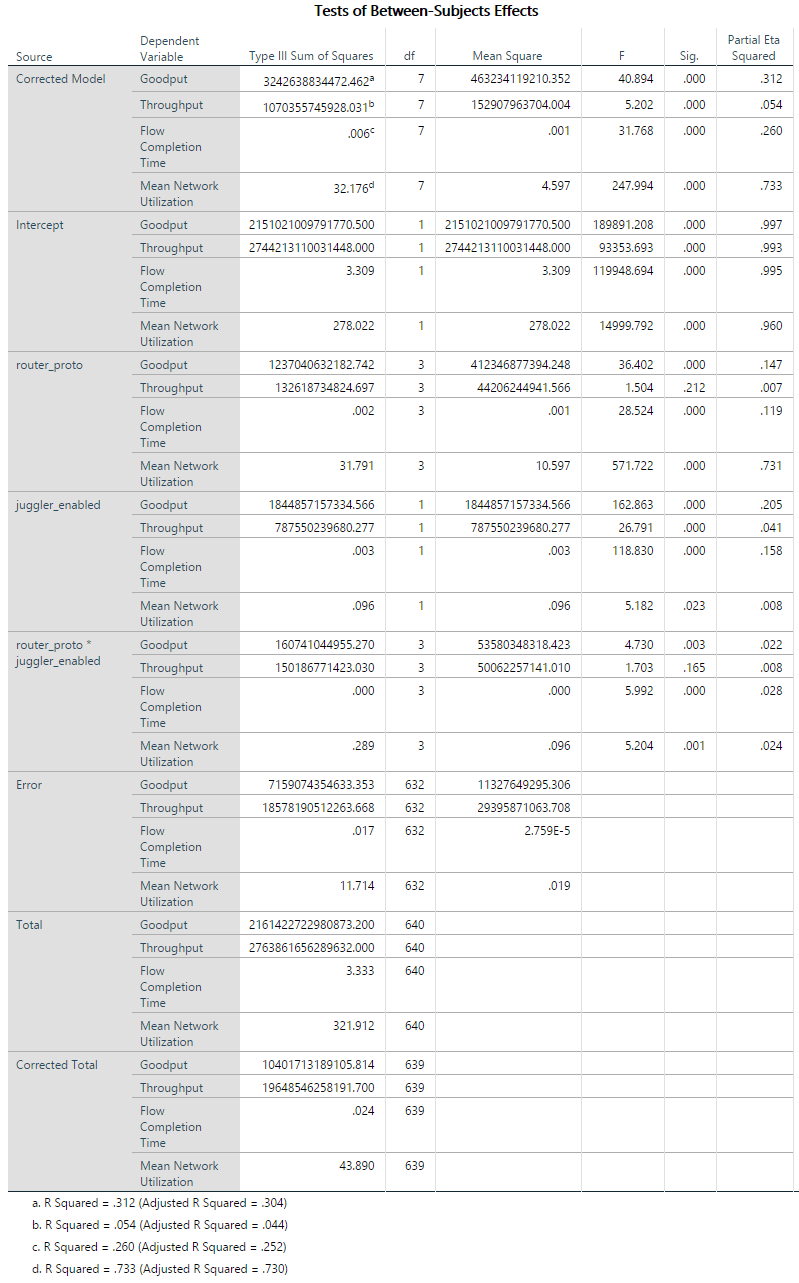 Tests of Between-Subjects Effects
Source Dependent Variable Type III Sum of Squares df Mean Square F Sig. Partial Eta Squared
Corrected Model Goodput 3242638834472.462a 7 463234119210.352 40.894 .000 .312
Throughput 1070355745928.031b 7 152907963704.004 5.202 .000 .054
Flow Completion Time .006c 7 .001 31.768 .000 .260
Mean Network Utilization 32.176d 7 4.597 247.994 .000 .733
Intercept Goodput 2151021009791770.500 1 2151021009791770.500 189891.208 .000 .997
Throughput 2744213110031448.000 1 2744213110031448.000 93353.693 .000 .993
Flow Completion Time 3.309 1 3.309 119948.694 .000 .995
Mean Network Utilization 278.022 1 278.022 14999.792 .000 .960
router_proto Goodput 1237040632182.742 3 412346877394.248 36.402 .000 .147
Throughput 132618734824.697 3 44206244941.566 1.504 .212 .007
Flow Completion Time .002 3 .001 28.524 .000 .119
Mean Network Utilization 31.791 3 10.597 571.722 .000 .731
juggler_enabled Goodput 1844857157334.566 1 1844857157334.566 162.863 .000 .205
Throughput 787550239680.277 1 787550239680.277 26.791 .000 .041
Flow Completion Time .003 1 .003 118.830 .000 .158
Mean Network Utilization .096 1 .096 5.182 .023 .008
router_proto * juggler_enabled Goodput 160741044955.270 3 53580348318.423 4.730 .003 .022
Throughput 150186771423.030 3 50062257141.010 1.703 .165 .008
Flow Completion Time .000 3 .000 5.992 .000 .028
Mean Network Utilization .289 3 .096 5.204 .001 .024
Error Goodput 7159074354633.353 632 11327649295.306
Throughput 18578190512263.668 632 29395871063.708
Flow Completion Time .017 632 2.759E-5
Mean Network Utilization 11.714 632 .019
Total Goodput 2161422722980873.200 640
Throughput 2763861656289632.000 640
Flow Completion Time 3.333 640
Mean Network Utilization 321.912 640
Corrected Total Goodput 10401713189105.814 639
Throughput 19648546258191.700 639
Flow Completion Time .024 639
Mean Network Utilization 43.890 639
a. R Squared = .312 (Adjusted R Squared = .304)
b. R Squared = .054 (Adjusted R Squared = .044)
c. R Squared = .260 (Adjusted R Squared = .252)
d. R Squared = .733 (Adjusted R Squared = .730)